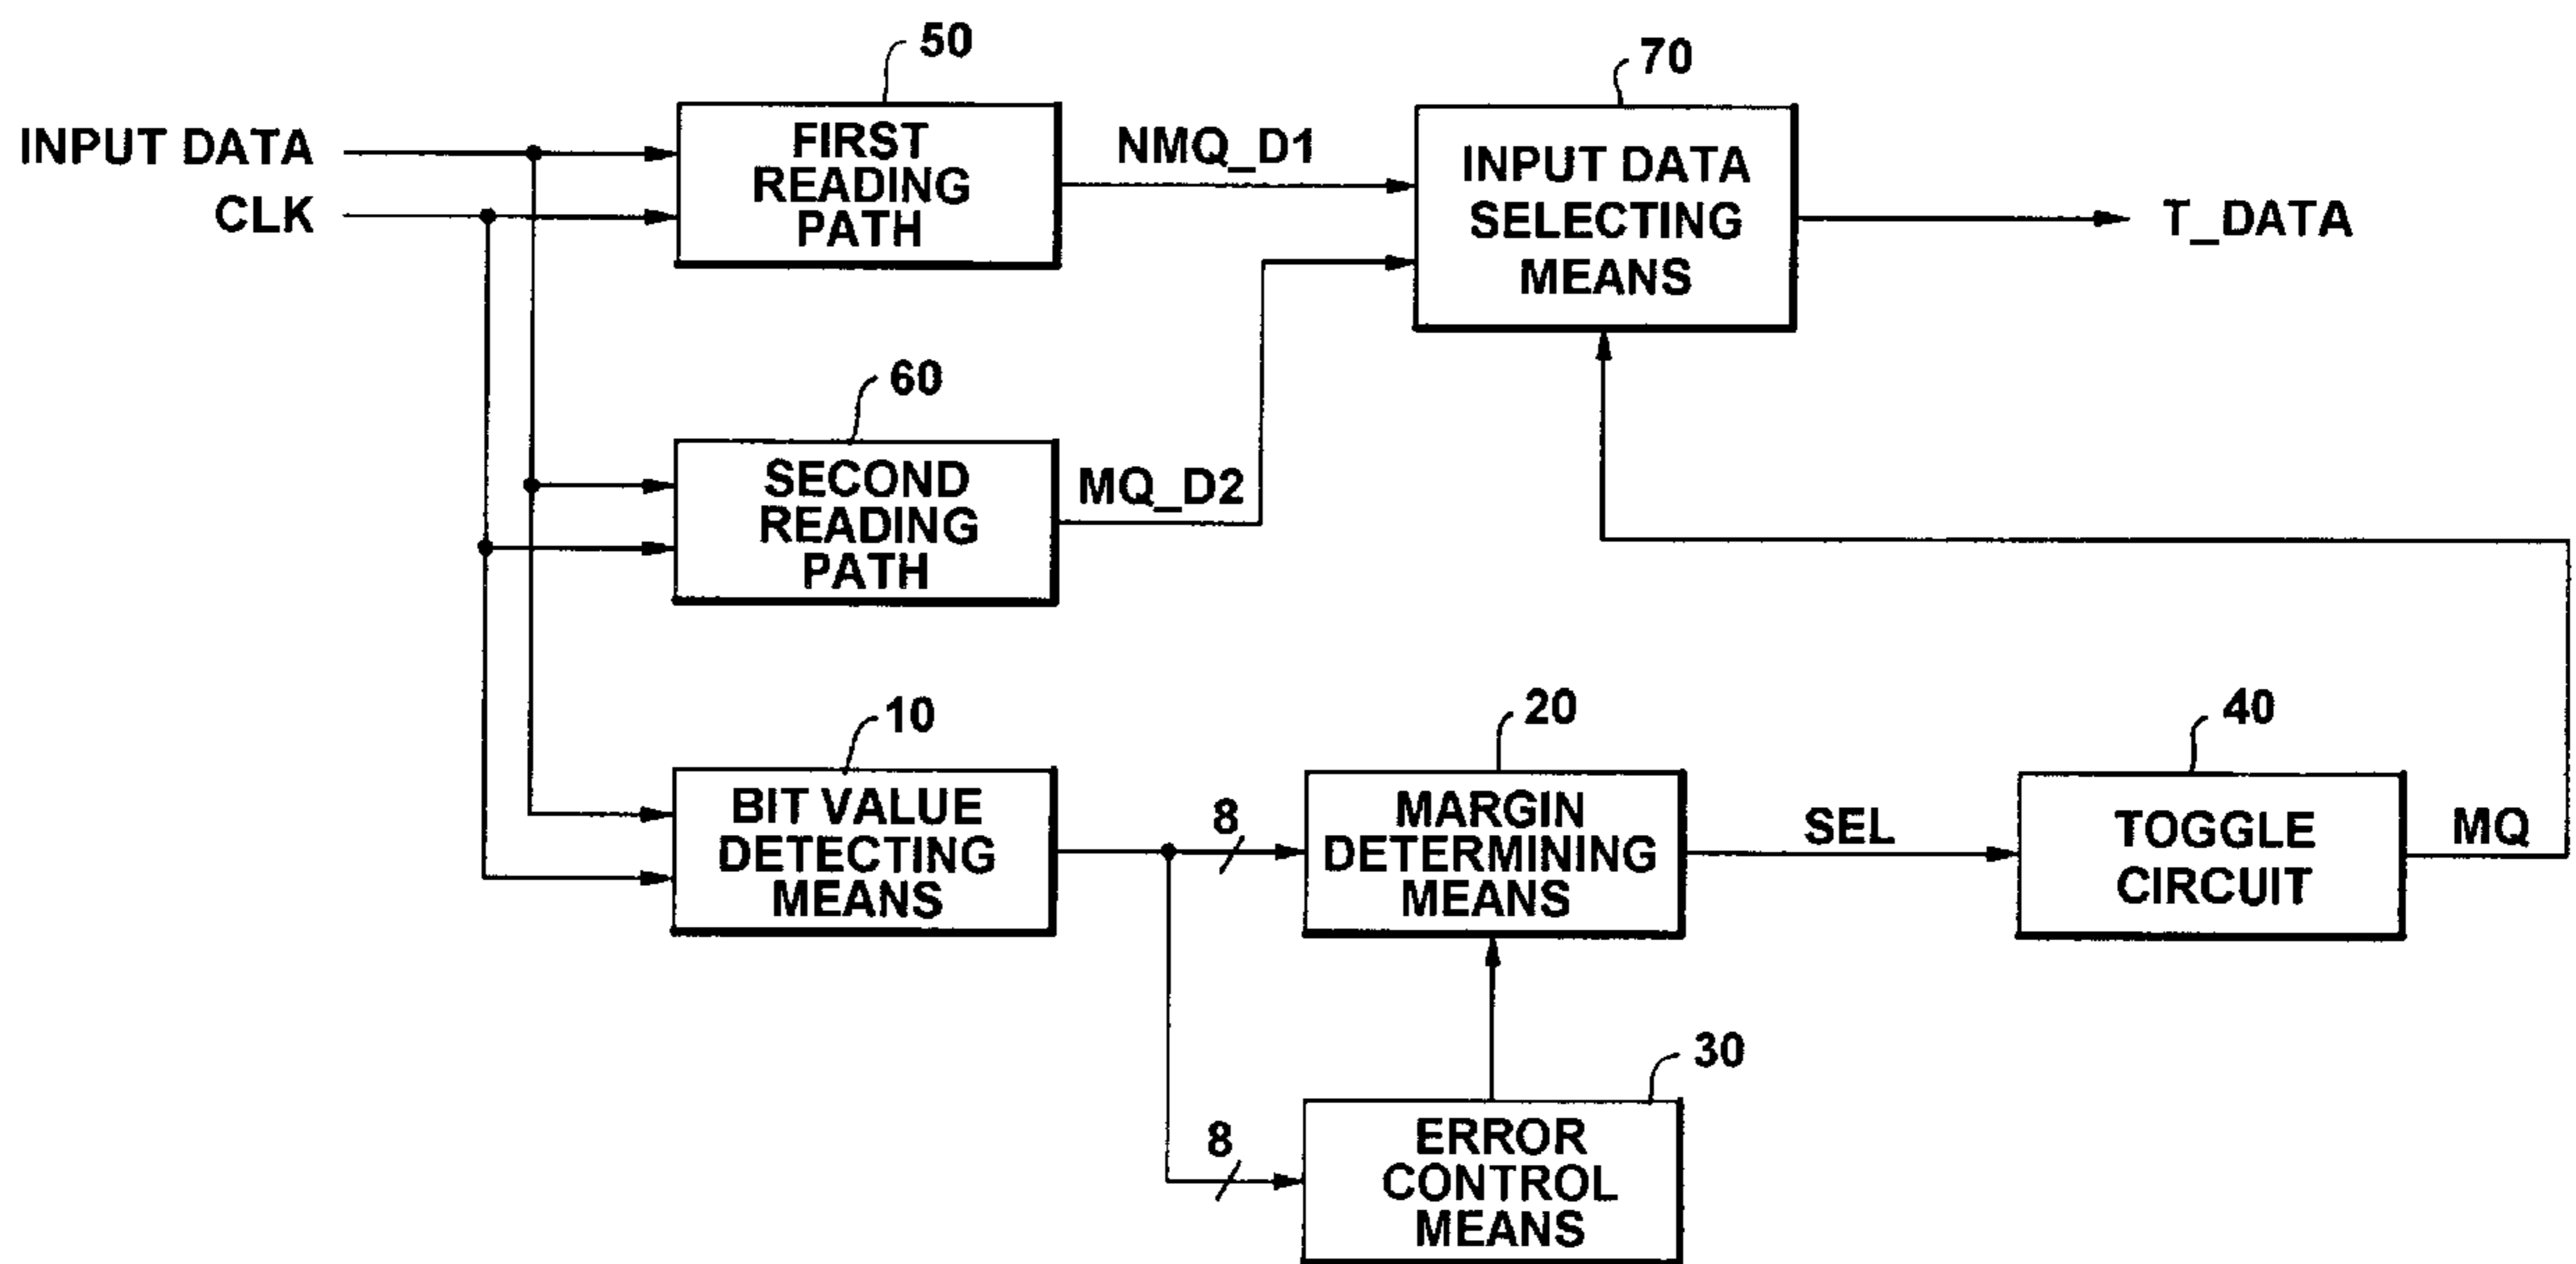 50
70
INPUT DATA
CLK
FIRST
READING
PATH
NMQ_D1
INPUT DATA
SELECTING
MEANS
T_DATA
60
SECOND
READING
PATH
MQ_D2
10
20
40
BIT VALUE
DETECTING
MEANS
8
MARGIN
DETERMINING
MEANS
SEL
TOGGLE
CIRCUIT
MQ
30
8
ERROR
CONTROL
MEANS